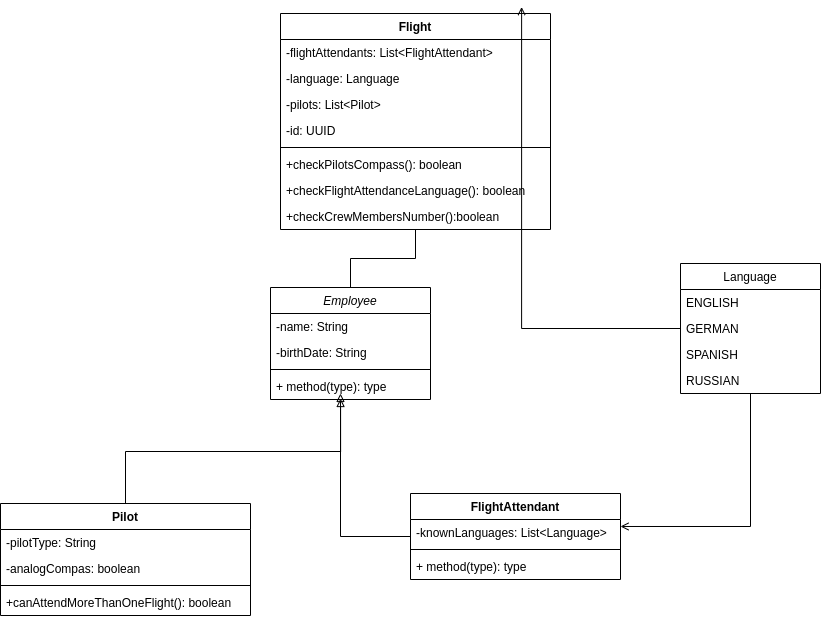 Flight
-flightAttendants: List<FlightAttendant>
-language: Language
-pilots: List<Pilot>
-id: UUID
+checkPilotsCompass(): boolean
+checkFlightAttendanceLanguage(): boolean
+checkCrewMembersNumber():boolean
Language
ENGLISH
GERMAN
SPANISH
RUSSIAN
Employee
-name: String
-birthDate: String
+ method(type): type
Pilot
-pilotType: String
-analogCompas: boolean
+canAttendMoreThanOneFlight(): boolean
FlightAttendant
-knownLanguages: List<Language>
+ method(type): type